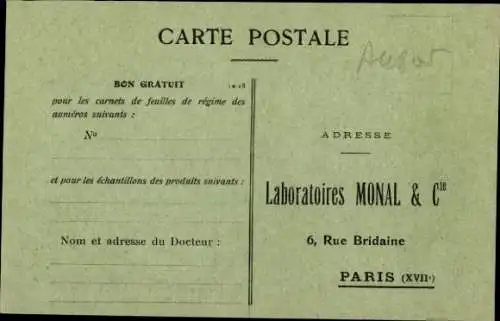 CARTE POSTALE
BON GRATUIT
pour les carnets de feuilles de régime des
numéros suivants :
No
et pour les échantillons des produits suivants :
Nom et adresse du Docteur :
ADRESSE
Laboratoires MONAL & Cie
6, Rue Bridaine
PARIS (XVIIe)